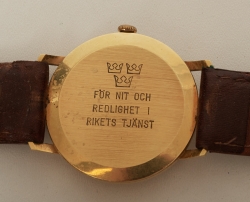 FÖR NIT OCH
REDLIGHET I
RIKETS TJÄNST